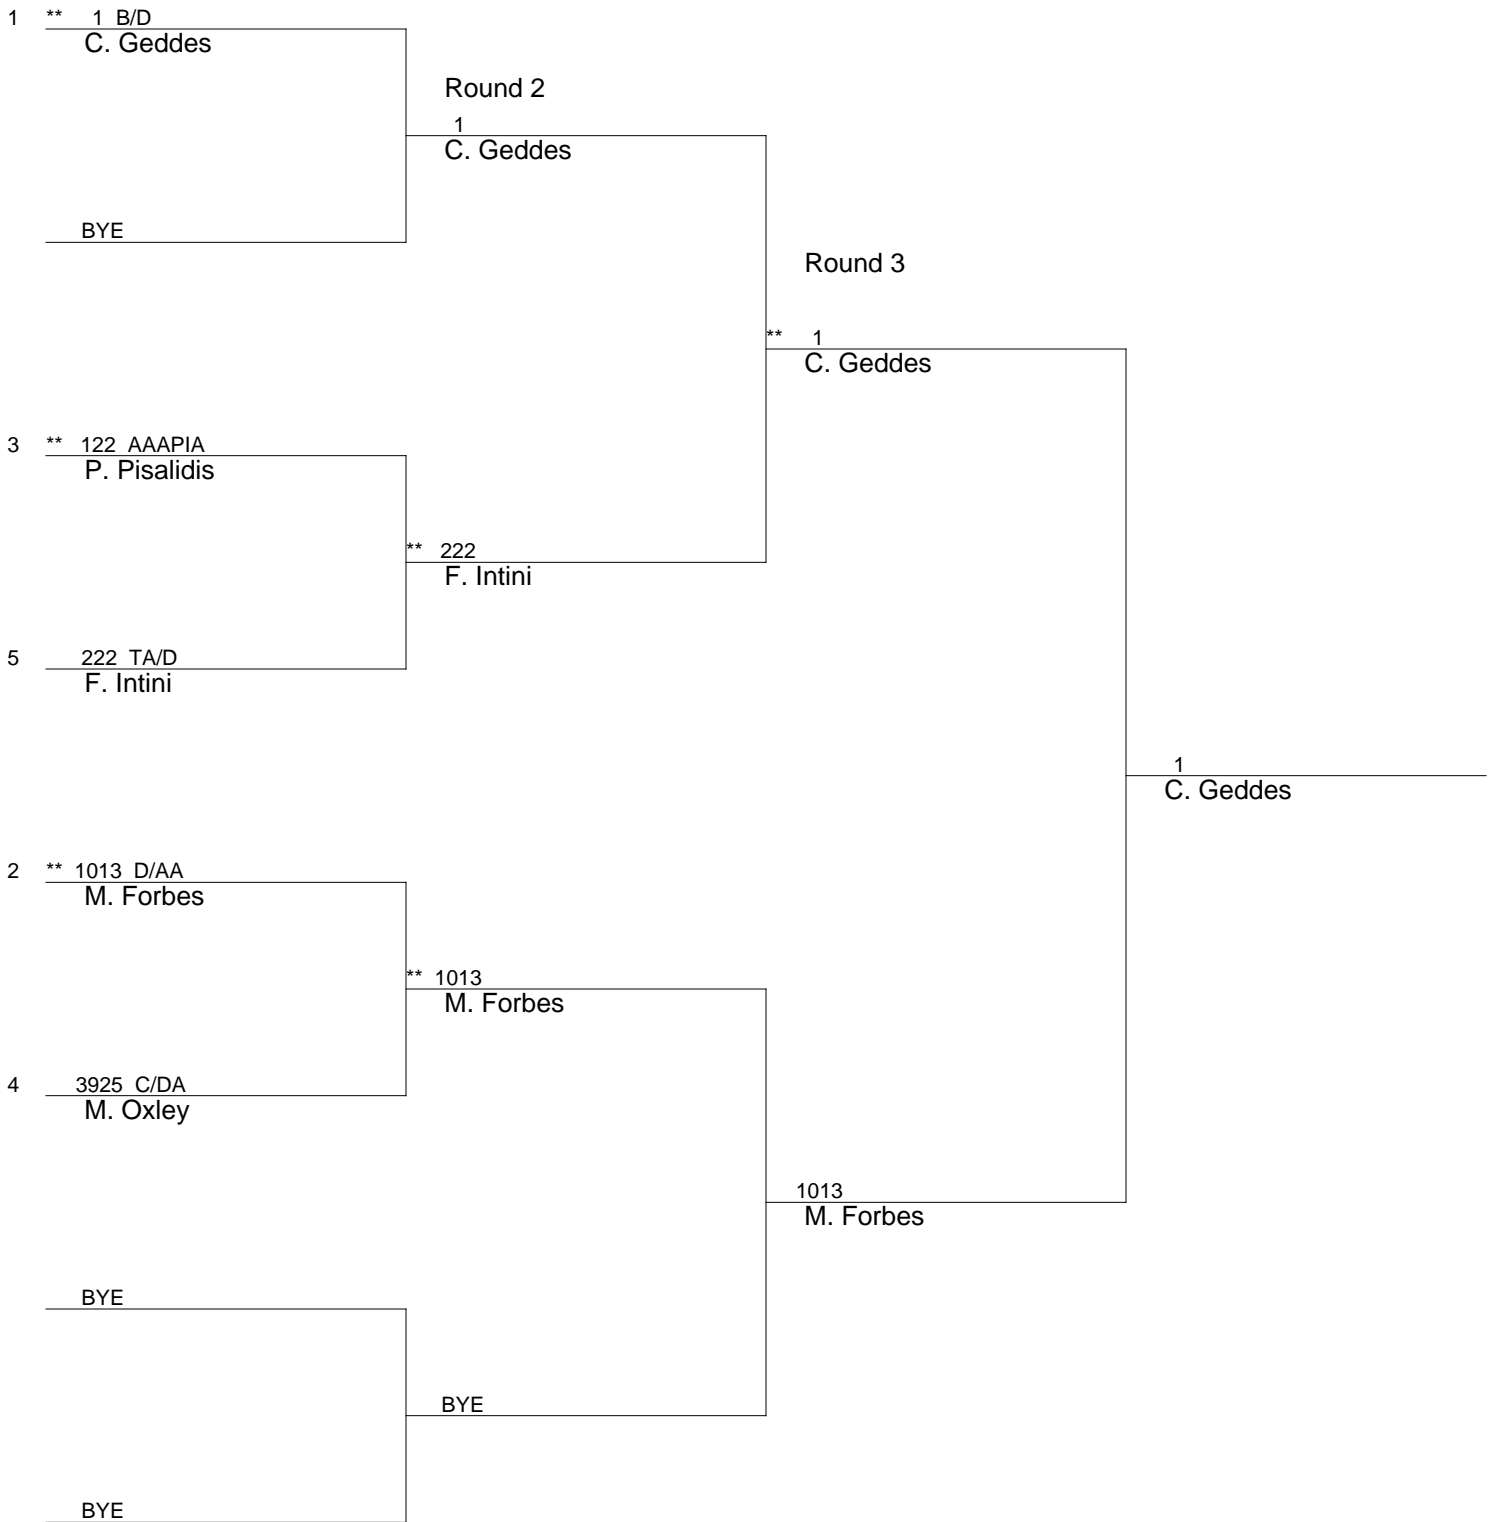 1 ** 1 B/D
C. Geddes
Round 2
1
C. Geddes
BYE
Round 3
** 1
C. Geddes
3 ** 122 AAAPIA
P. Pisalidis
** 222
F. Intini
5 222 TA/D
F. Intini
1
C. Geddes
2 ** 1013 D/AA
M. Forbes
** 1013
M. Forbes
4 3925 C/DA
M. Oxley
1013
M. Forbes
BYE
BYE
BYE